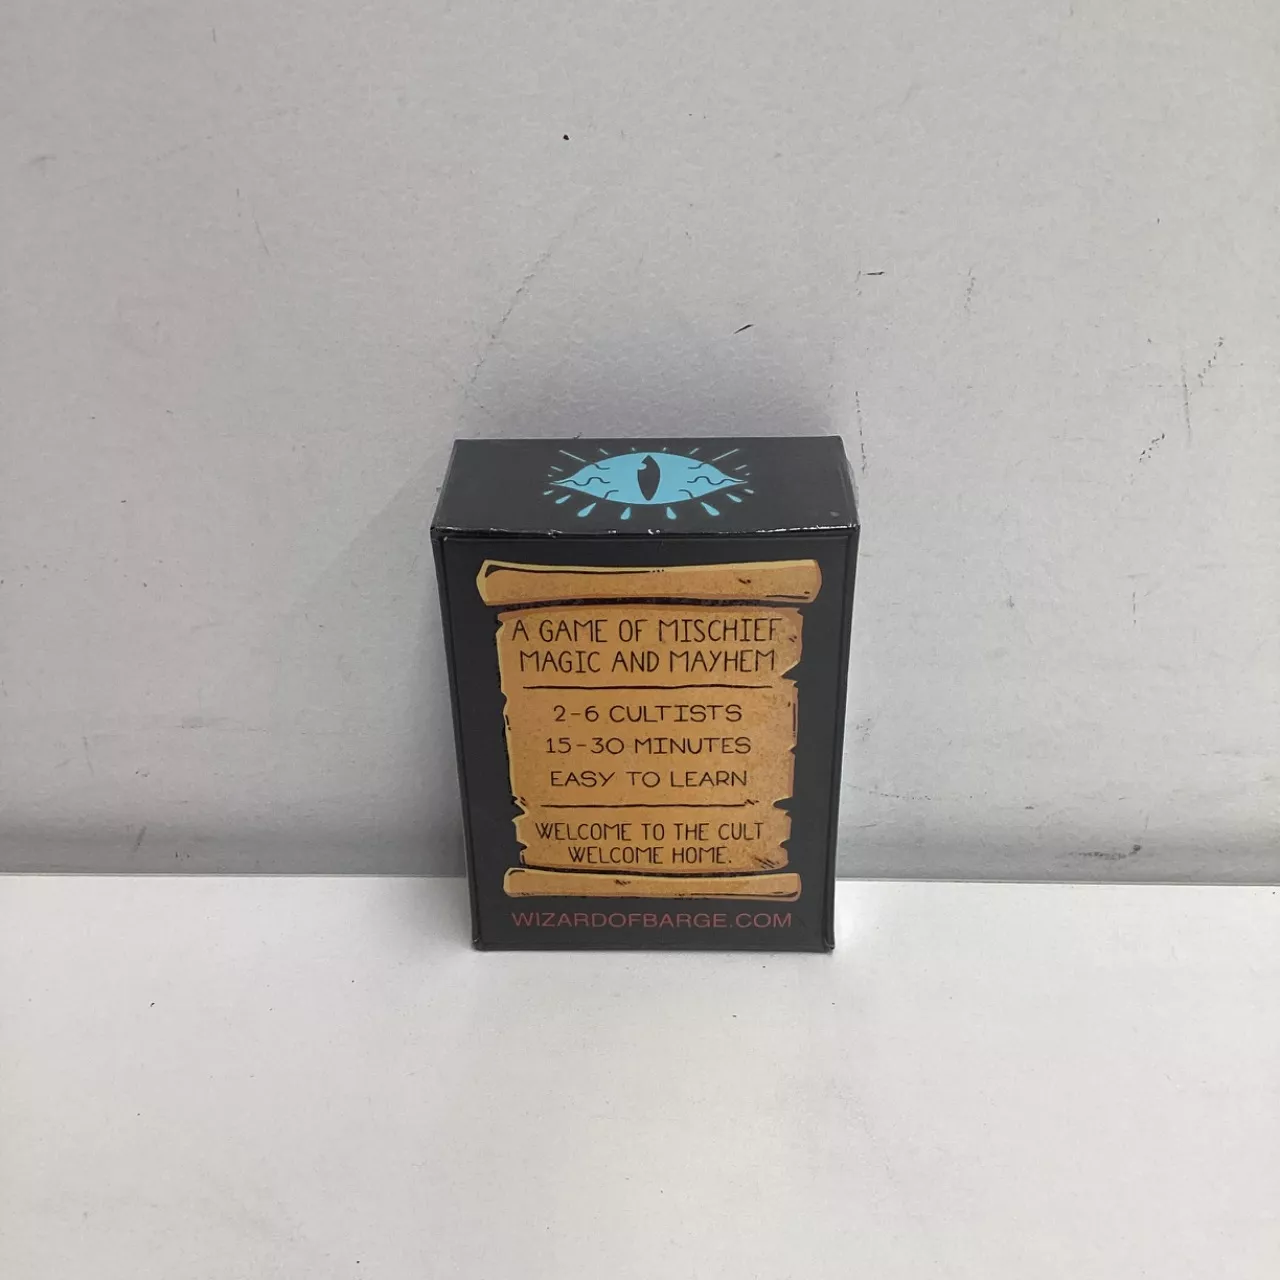 A GAME OF MISCHIEF
MAGIC AND MAYHEM
2-6 CULTISTS
15-30 MINUTES
EASY TO LEARN
WELCOME TO THE CULT
WELCOME HOME.
WIZARDOFBARGE.COM